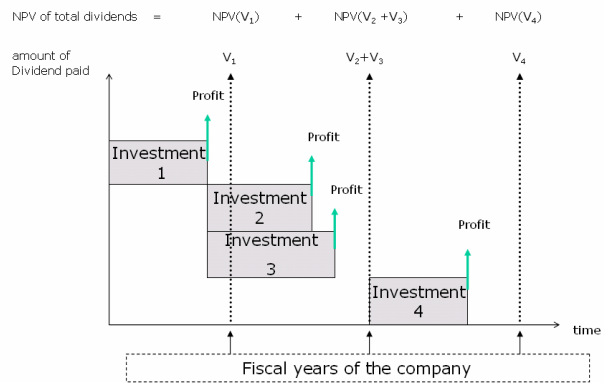 NPV of total dividends = NPV(V1) + NPV(V2 +V3) + NPV(V4)
amount of
Dividend paid
V1
V2+V3
V4
Profit
Investment
1
Profit
Investment
2
Profit
Investment
3
Profit
Investment
4
time
Fiscal years of the company